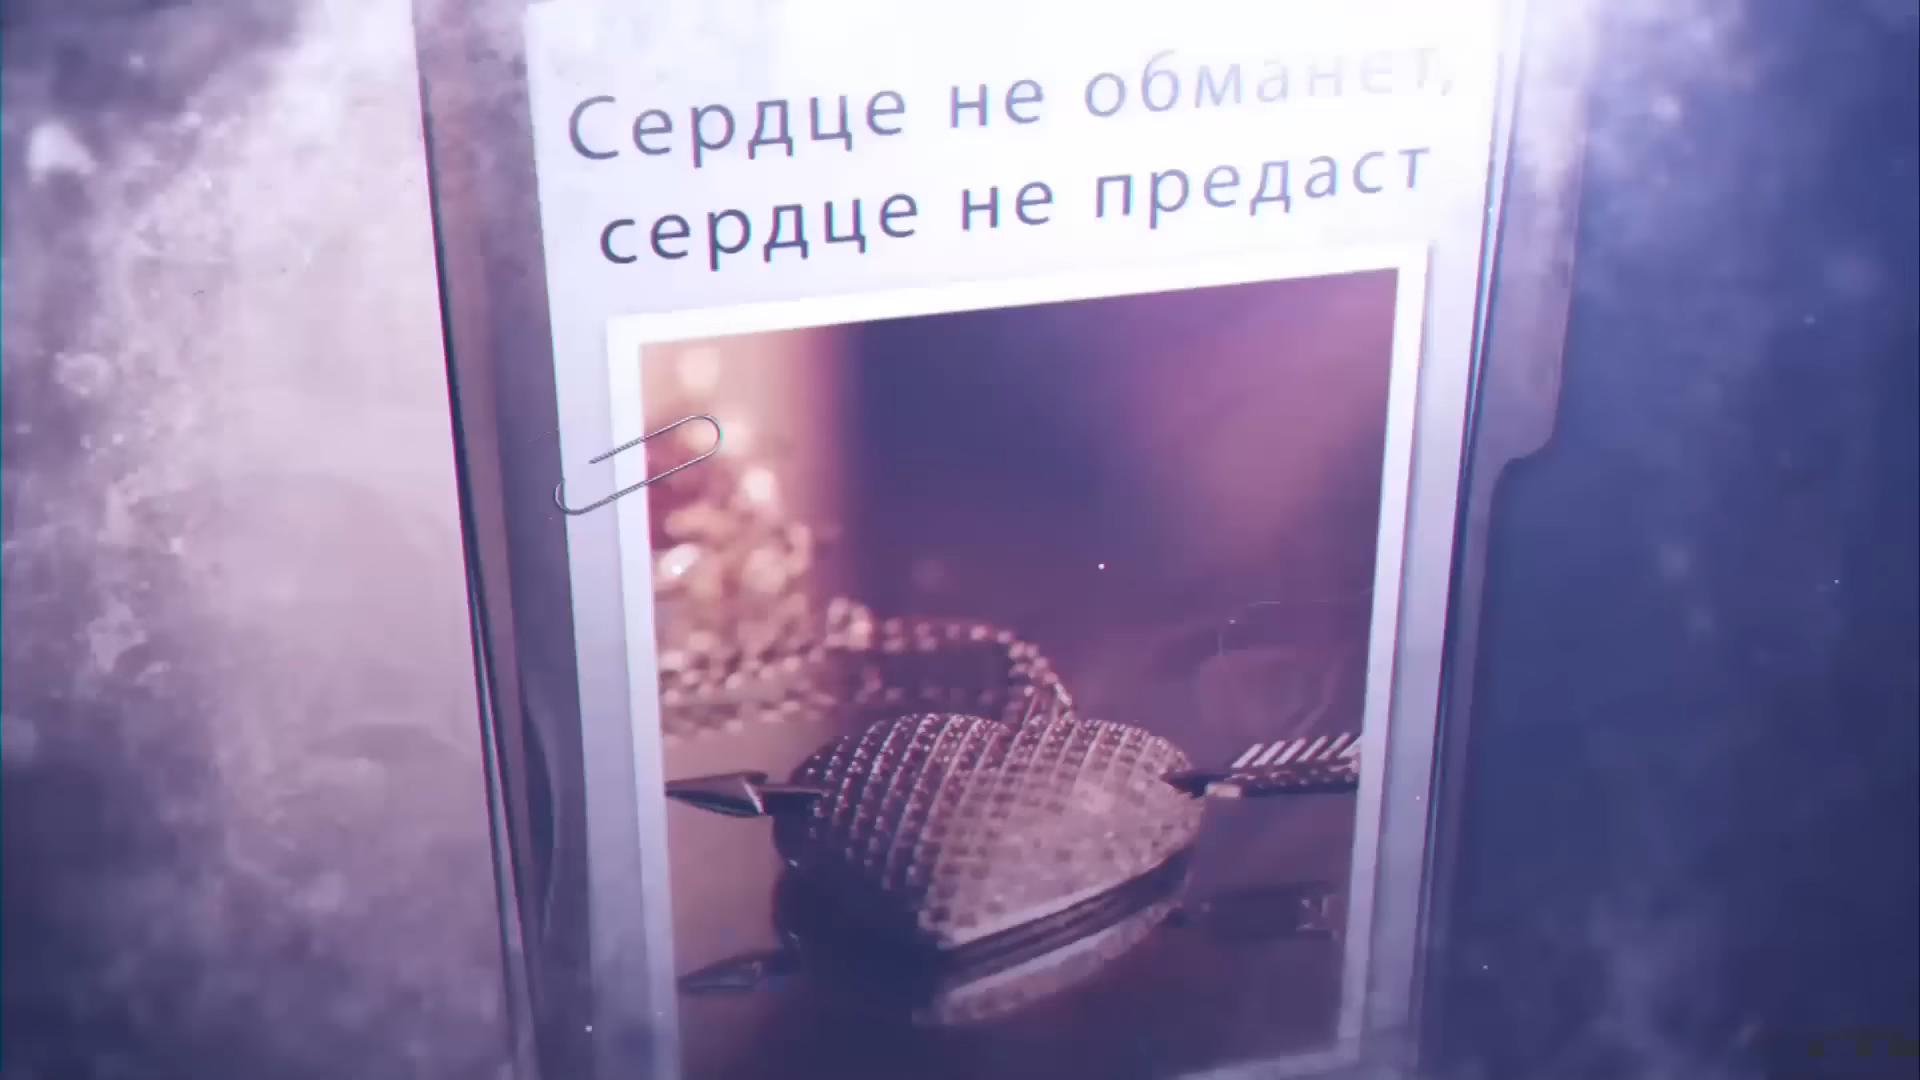 Сердце не обманет,
сердце не предаст